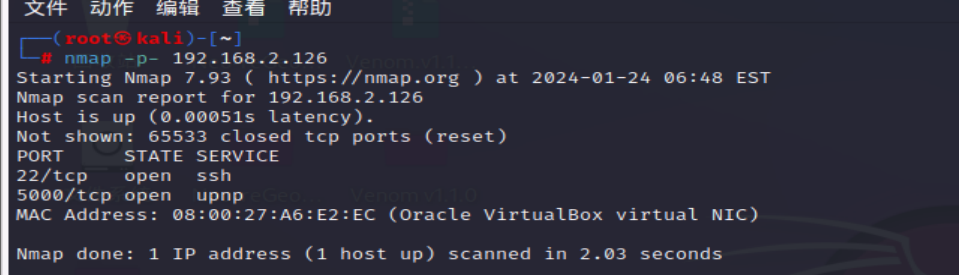 文件 动作 编辑 查看 帮助
┌──(root㉿kali)-[~]
└─# nmap -p- 192.168.2.126
Starting Nmap 7.93 ( https://nmap.org ) at 2024-01-24 06:48 EST
Nmap scan report for 192.168.2.126
Host is up (0.00051s latency).
Not shown: 65533 closed tcp ports (reset)
PORT     STATE SERVICE
22/tcp   open  ssh
5000/tcp open  upnp
MAC Address: 08:00:27:A6:E2:EC (Oracle VirtualBox virtual NIC)
Nmap done: 1 IP address (1 host up) scanned in 2.03 seconds